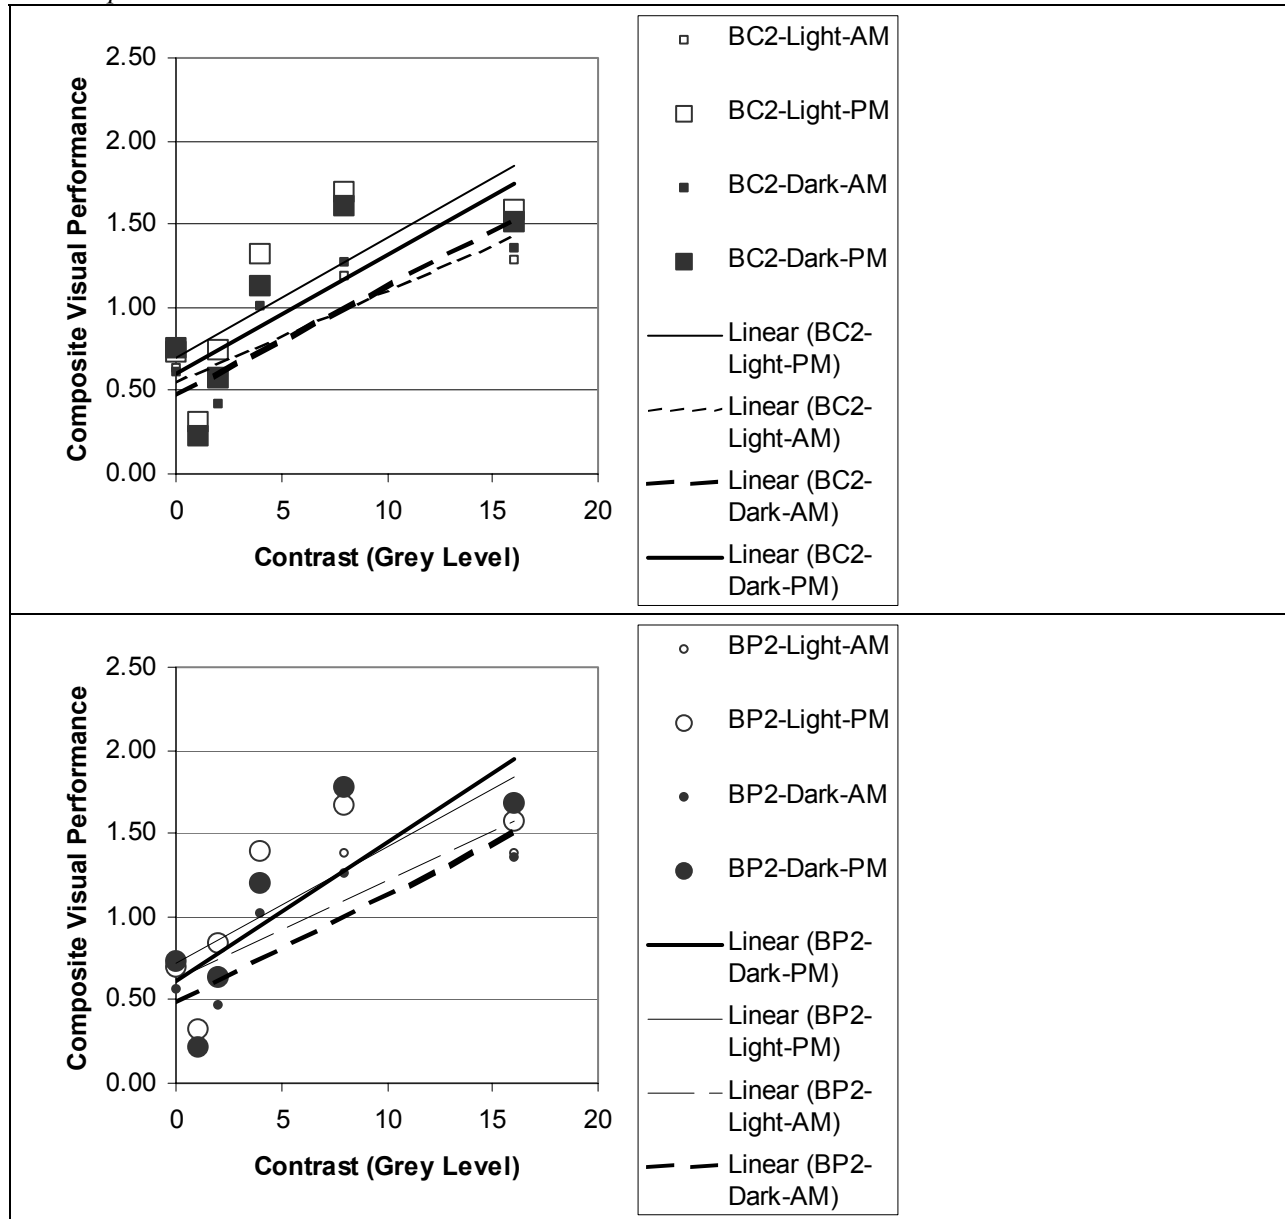 2.50
2.00
1.50
1.00
0.50
0.00
Composite Visual Performance
0 5 10 15 20
Contrast (Grey Level)
BC2-Light-AM
BC2-Light-PM
BC2-Dark-AM
BC2-Dark-PM
Linear (BC2-
Light-PM)
Linear (BC2-
Light-AM)
Linear (BC2-
Dark-AM)
Linear (BC2-
Dark-PM)
2.50
2.00
1.50
1.00
0.50
0.00
Composite Visual Performance
0 5 10 15 20
Contrast (Grey Level)
BP2-Light-AM
BP2-Light-PM
BP2-Dark-AM
BP2-Dark-PM
Linear (BP2-
Dark-PM)
Linear (BP2-
Light-PM)
Linear (BP2-
Light-AM)
Linear (BP2-
Dark-AM)